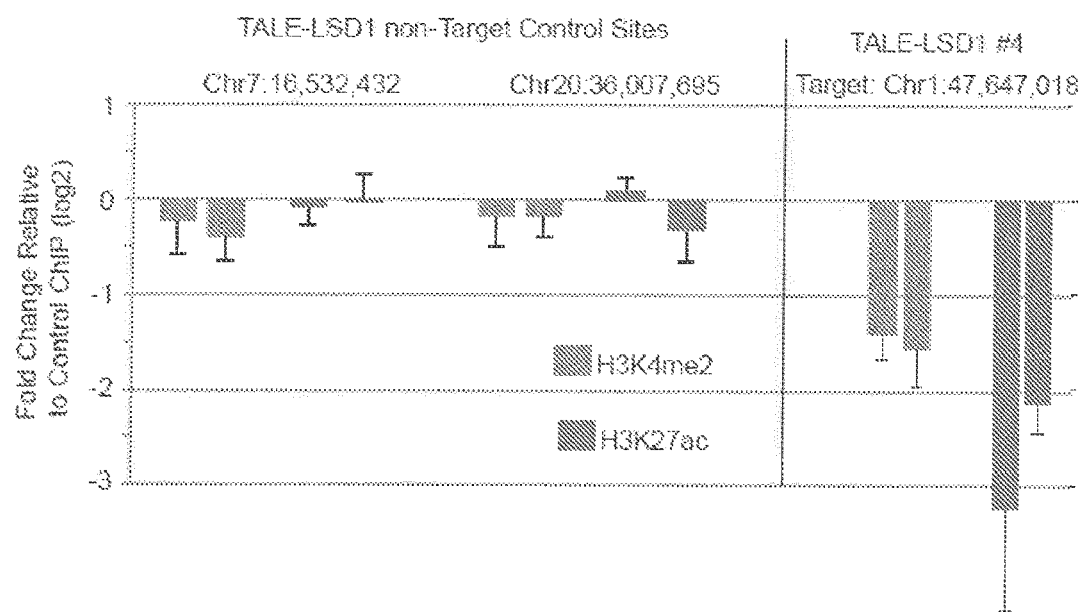 TALE-LSD1 non-Target Control Sites
TALE-LSD1 #4
Chr7:16,532,432
Chr20:36,007,695
Target: Chr1:47,647,018
Fold Change Relative
to Control ChIP (log2)
1
0
-1
-2
-3
H3K4me2
H3K27ac